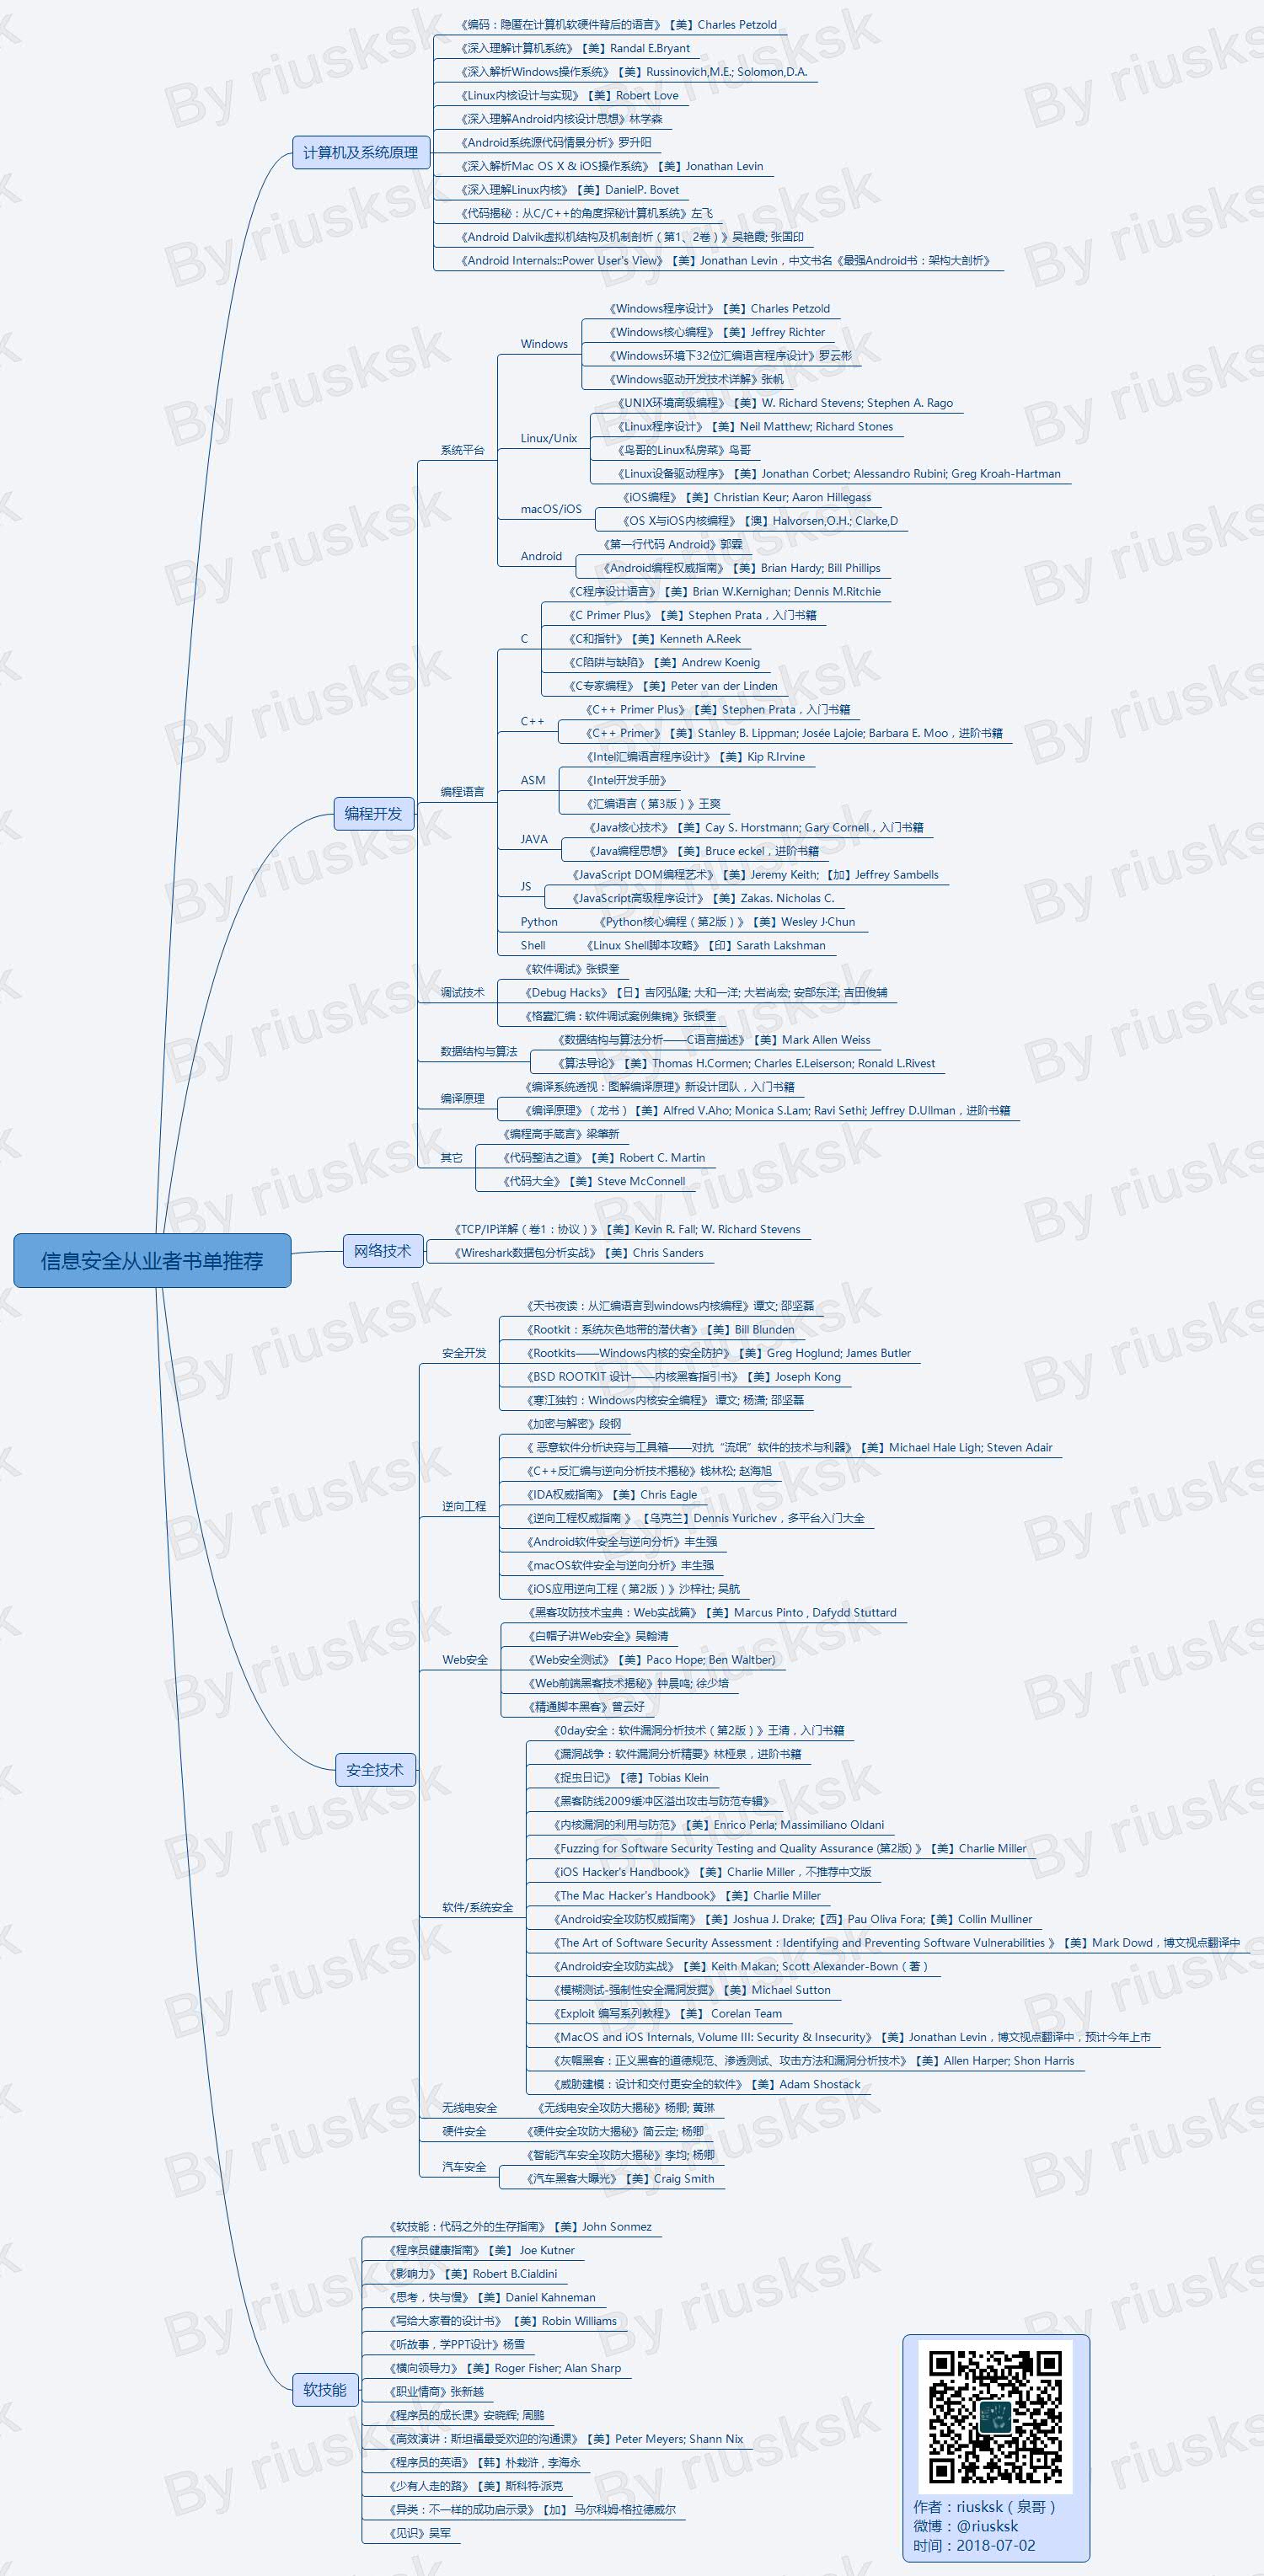 信息安全从业者书单推荐
计算机及系统原理
《编码：隐匿在计算机软硬件背后的语言》【美】Charles Petzold
《深入理解计算机系统》【美】Randal E.Bryant
《深入解析Windows操作系统》【美】Russinovich,M.E.; Solomon,D.A.
《Linux内核设计与实现》【美】Robert Love
《深入理解Android内核设计思想》林学森
《Android系统源代码情景分析》罗升阳
《深入解析Mac OS X & iOS操作系统》【美】Jonathan Levin
《深入理解Linux内核》【美】DanielP. Bovet
《代码揭秘：从C/C++的角度探秘计算机系统》左飞
《Android Dalvik虚拟机结构及机制剖析（第1、2卷）》吴艳霞; 张国印
《Android Internals::Power User's View》【美】Jonathan Levin，中文书名《最强Android书：架构大剖析》
编程开发
系统平台
Windows
《Windows程序设计》【美】Charles Petzold
《Windows核心编程》【美】Jeffrey Richter
《Windows环境下32位汇编语言程序设计》罗云彬
《Windows驱动开发技术详解》张帆
Linux/Unix
《UNIX环境高级编程》【美】W. Richard Stevens; Stephen A. Rago
《Linux程序设计》【美】Neil Matthew; Richard Stones
《鸟哥的Linux私房菜》鸟哥
《Linux设备驱动程序》【美】Jonathan Corbet; Alessandro Rubini; Greg Kroah-Hartman
macOS/iOS
《iOS编程》【美】Christian Keur; Aaron Hillegass
《OS X与iOS内核编程》【澳】Halvorsen,O.H.; Clarke,D
Android
《第一行代码 Android》郭霖
《Android编程权威指南》【美】Brian Hardy; Bill Phillips
编程语言
C
《C程序设计语言》【美】Brian W.Kernighan; Dennis M.Ritchie
《C Primer Plus》【美】Stephen Prata，入门书籍
《C和指针》【美】Kenneth A.Reek
《C陷阱与缺陷》【美】Andrew Koenig
《C专家编程》【美】Peter van der Linden
C++
《C++ Primer Plus》【美】Stephen Prata，入门书籍
《C++ Primer》【美】Stanley B. Lippman; Josée Lajoie; Barbara E. Moo，进阶书籍
ASM
《Intel汇编语言程序设计》【美】Kip R.Irvine
《Intel开发手册》
《汇编语言（第3版）》王爽
JAVA
《Java核心技术》【美】Cay S. Horstmann; Gary Cornell，入门书籍
《Java编程思想》【美】Bruce eckel，进阶书籍
JS
《JavaScript DOM编程艺术》【美】Jeremy Keith; 【加】Jeffrey Sambells
《JavaScript高级程序设计》【美】Zakas. Nicholas C.
Python
《Python核心编程（第2版）》【美】Wesley J·Chun
Shell
《Linux Shell脚本攻略》【印】Sarath Lakshman
调试技术
《软件调试》张银奎
《Debug Hacks》【日】吉冈弘隆; 大和一洋; 大岩尚宏; 安部东洋; 吉田俊辅
《格蠹汇编：软件调试案例集锦》张银奎
数据结构与算法
《数据结构与算法分析——C语言描述》【美】Mark Allen Weiss
《算法导论》【美】Thomas H.Cormen; Charles E.Leiserson; Ronald L.Rivest
编译原理
《编译系统透视：图解编译原理》新设计团队，入门书籍
《编译原理》（龙书）【美】Alfred V.Aho; Monica S.Lam; Ravi Sethi; Jeffrey D.Ullman，进阶书籍
其它
《编程高手箴言》梁肇新
《代码整洁之道》【美】Robert C. Martin
《代码大全》【美】Steve McConnell
网络技术
《TCP/IP详解（卷1：协议）》【美】Kevin R. Fall; W. Richard Stevens
《Wireshark数据包分析实战》【美】Chris Sanders
安全技术
安全开发
《天书夜读：从汇编语言到windows内核编程》谭文; 邵坚磊
《Rootkit：系统灰色地带的潜伏者》【美】Bill Blunden
《Rootkits——Windows内核的安全防护》【美】Greg Hoglund; James Butler
《BSD ROOTKIT 设计——内核黑客指引书》【美】Joseph Kong
《寒江独钓：Windows内核安全编程》 谭文; 杨潇; 邵坚磊
逆向工程
《加密与解密》段钢
《 恶意软件分析诀窍与工具箱——对抗“流氓”软件的技术与利器》【美】Michael Hale Ligh; Steven Adair
《C++反汇编与逆向分析技术揭秘》钱林松; 赵海旭
《IDA权威指南》【美】Chris Eagle
《逆向工程权威指南 》 【乌克兰】Dennis Yurichev，多平台入门大全
《Android软件安全与逆向分析》丰生强
《macOS软件安全与逆向分析》丰生强
《iOS应用逆向工程（第2版）》沙梓社; 吴航
Web安全
《黑客攻防技术宝典：Web实战篇》【美】Marcus Pinto , Dafydd Stuttard
《白帽子讲Web安全》吴翰清
《Web安全测试》【美】Paco Hope; Ben Waltber)
《Web前端黑客技术揭秘》钟晨鸣; 徐少培
《精通脚本黑客》曾云好
软件/系统安全
《0day安全：软件漏洞分析技术（第2版）》王清，入门书籍
《漏洞战争：软件漏洞分析精要》林桠泉，进阶书籍
《捉虫日记》【德】Tobias Klein
《黑客防线2009缓冲区溢出攻击与防范专辑》
《内核漏洞的利用与防范》【美】Enrico Perla; Massimiliano Oldani
《Fuzzing for Software Security Testing and Quality Assurance (第2版) 》【美】Charlie Miller
《iOS Hacker's Handbook》【美】Charlie Miller，不推荐中文版
《The Mac Hacker's Handbook》【美】Charlie Miller
《Android安全攻防权威指南》【美】Joshua J. Drake;【西】Pau Oliva Fora;【美】Collin Mulliner
《The Art of Software Security Assessment：Identifying and Preventing Software Vulnerabilities 》【美】Mark Dowd，博文视点翻译中
《Android安全攻防实战》【美】Keith Makan; Scott Alexander-Bown（著）
《模糊测试-强制性安全漏洞发掘》【美】Michael Sutton
《Exploit 编写系列教程》【美】 Corelan Team
《MacOS and iOS Internals, Volume III: Security & Insecurity》【美】Jonathan Levin，博文视点翻译中，预计今年上市
《灰帽黑客：正义黑客的道德规范、渗透测试、攻击方法和漏洞分析技术》【美】Allen Harper; Shon Harris
《威胁建模：设计和交付更安全的软件》【美】Adam Shostack
无线电安全
《无线电安全攻防大揭秘》杨卿; 黄琳
硬件安全
《硬件安全攻防大揭秘》简云定; 杨卿
汽车安全
《智能汽车安全攻防大揭秘》李均; 杨卿
《汽车黑客大曝光》【美】Craig Smith
软技能
《软技能：代码之外的生存指南》【美】John Sonmez
《程序员健康指南》【美】 Joe Kutner
《影响力》【美】Robert B.Cialdini
《思考，快与慢》【美】Daniel Kahneman
《写给大家看的设计书》 【美】Robin Williams
《听故事，学PPT设计》杨雪
《横向领导力》【美】Roger Fisher; Alan Sharp
《职业情商》张新越
《程序员的成长课》安晓辉; 周鹏
《高效演讲：斯坦福最受欢迎的沟通课》【美】Peter Meyers; Shann Nix
《程序员的英语》【韩】朴栽浒 , 李海永
《少有人走的路》【美】斯科特·派克
《异类：不一样的成功启示录》【加】 马尔科姆·格拉德威尔
《见识》吴军
作者：riusksk（泉哥）
微博：@riusksk
时间：2018-07-02
By riusksk